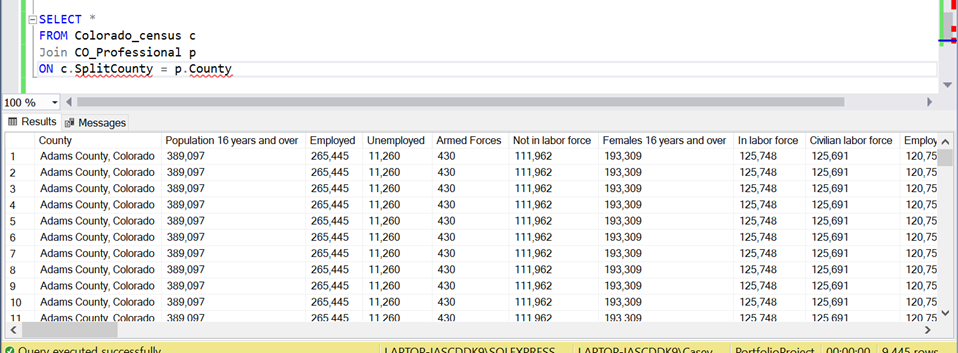 SELECT *
FROM Colorado_census c
Join CO_Professional p
ON c.SplitCounty = p.County
100 %
Results Messages
County Population 16 years and over Employed Unemployed Armed Forces Not in labor force Females 16 years and over In labor force Civilian labor force Employ
1 Adams County, Colorado 389,097 265,445 11,260 430 111,962 193,309 125,748 125,691 120,75
2 Adams County, Colorado 389,097 265,445 11,260 430 111,962 193,309 125,748 125,691 120,75
3 Adams County, Colorado 389,097 265,445 11,260 430 111,962 193,309 125,748 125,691 120,75
4 Adams County, Colorado 389,097 265,445 11,260 430 111,962 193,309 125,748 125,691 120,75
5 Adams County, Colorado 389,097 265,445 11,260 430 111,962 193,309 125,748 125,691 120,75
6 Adams County, Colorado 389,097 265,445 11,260 430 111,962 193,309 125,748 125,691 120,75
7 Adams County, Colorado 389,097 265,445 11,260 430 111,962 193,309 125,748 125,691 120,75
8 Adams County, Colorado 389,097 265,445 11,260 430 111,962 193,309 125,748 125,691 120,75
9 Adams County, Colorado 389,097 265,445 11,260 430 111,962 193,309 125,748 125,691 120,75
10 Adams County, Colorado 389,097 265,445 11,260 430 111,962 193,309 125,748 125,691 120,75
11 Adams County, Colorado 389,097 265,445 11,260 430 111,962 193,309 125,748 125,691 120,75
Query executed successfully PortfolioProject 00:00:00 9,445 rows